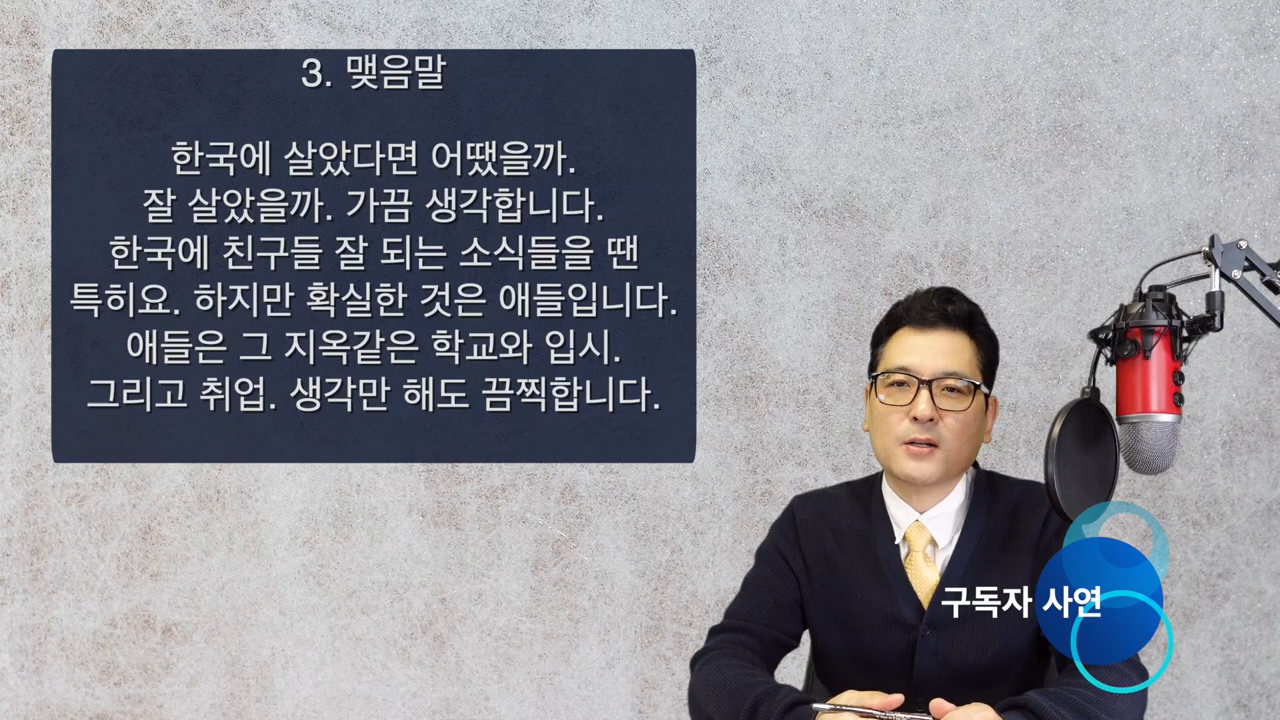 3. 맺음말
한국에 살았다면 어땠을까.
잘 살았을까. 가끔 생각합니다.
한국에 친구들 잘 되는 소식들을 땐
특히요. 하지만 확실한 것은 애들입니다.
애들은 그 지옥같은 학교와 입시.
그리고 취업. 생각만 해도 끔찍합니다.
구독자 사연